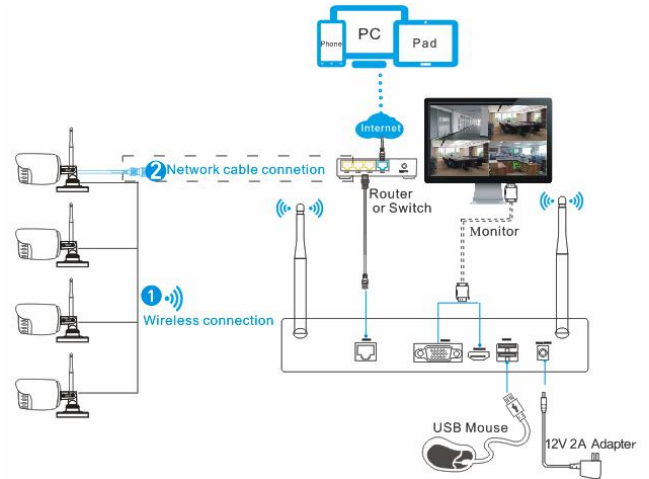 Phone
PC
Pad
Internet
2 Network cable connetion
Router
or Switch
Monitor
1
Wireless connection
USB Mouse
12V 2A Adapter